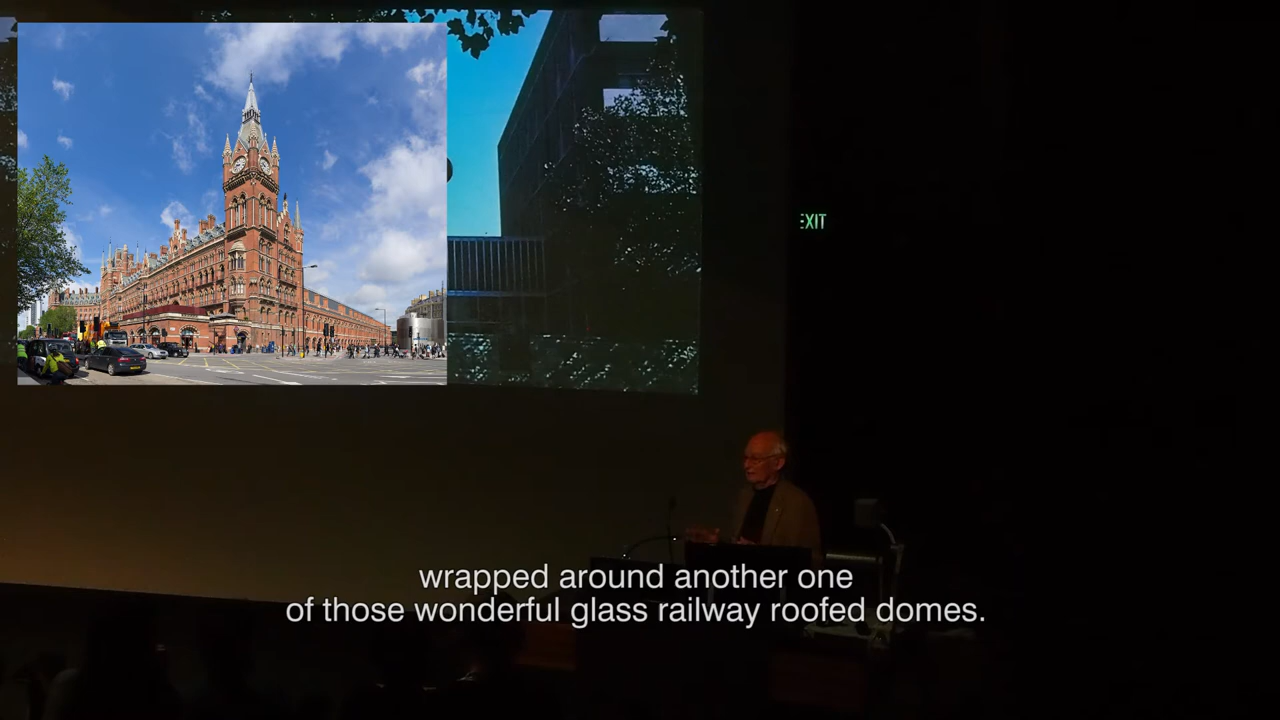 EXIT
wrapped around another one
of those wonderful glass railway roofed domes.